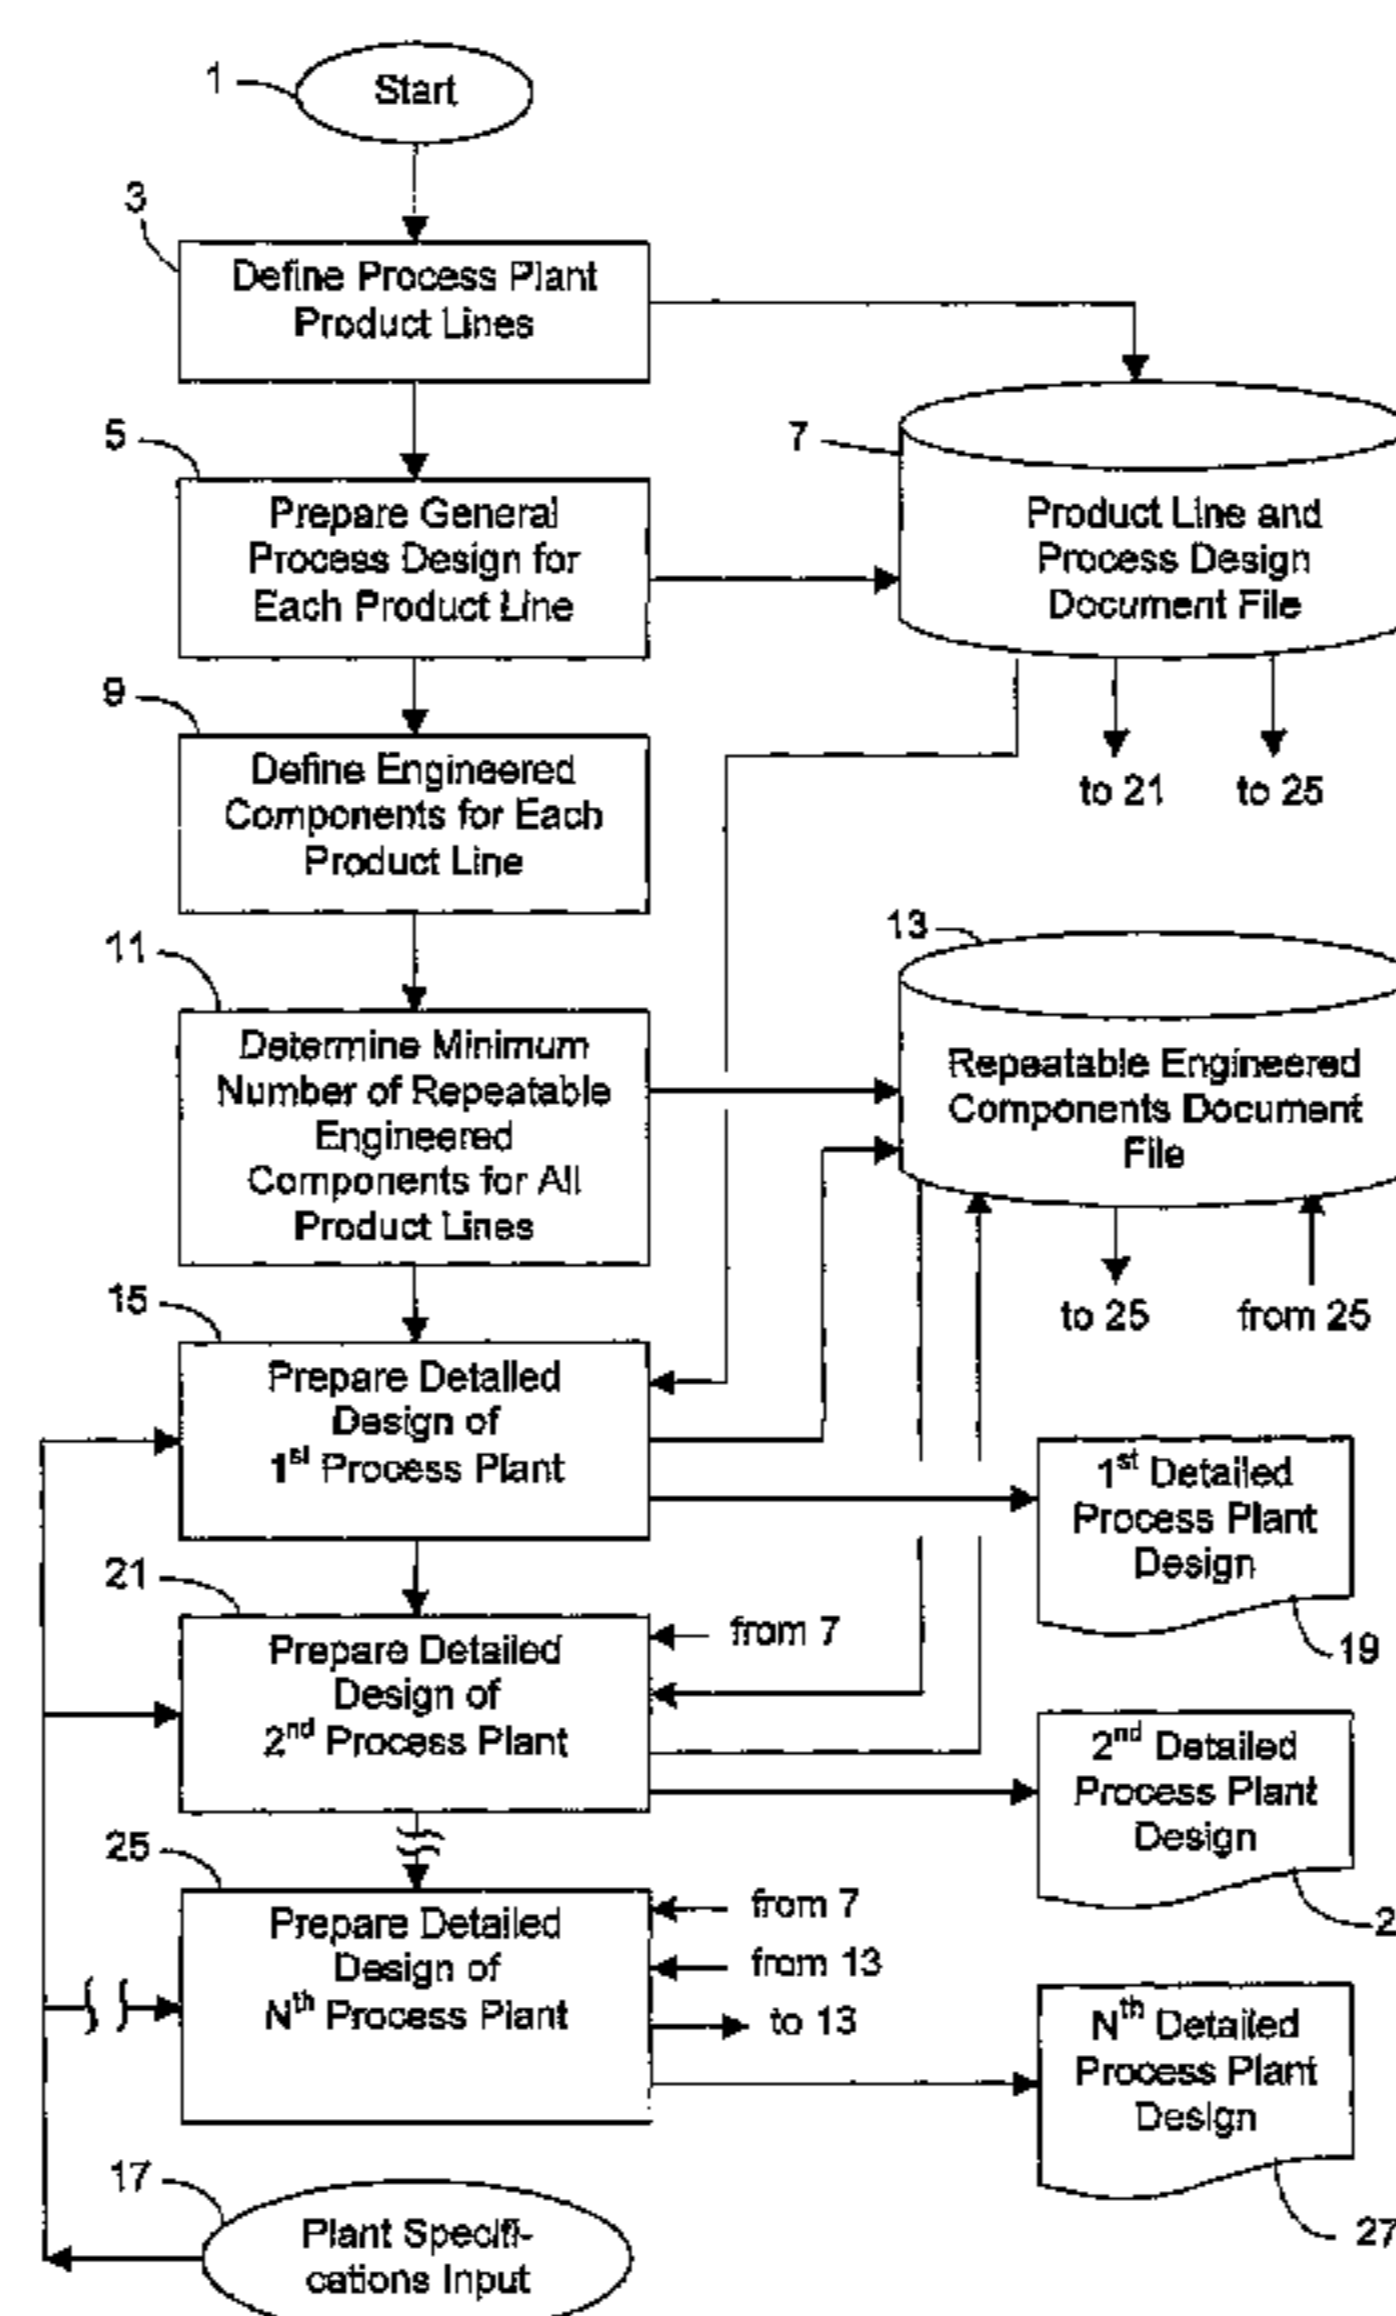 1
Start
3
Define Process Plant
Product Lines
5
Prepare General
Process Design for
Each Product Line
7
Product Line and
Process Design
Document File
9
Define Engineered
Components for Each
Product Line
to 21
to 25
11
Determine Minimum
Number of Repeatable
Engineered
Components for All
Product Lines
13
Repeatable Engineered
Components Document
File
to 25
from 25
15
Prepare Detailed
Design of
1st Process Plant
1st Detailed
Process Plant
Design
19
21
Prepare Detailed
Design of
2nd Process Plant
from 7
2nd Detailed
Process Plant
Design
25
Prepare Detailed
Design of
Nth Process Plant
from 7
from 13
to 13
Nth Detailed
Process Plant
Design
27
17
Plant Specifi-
cations Input